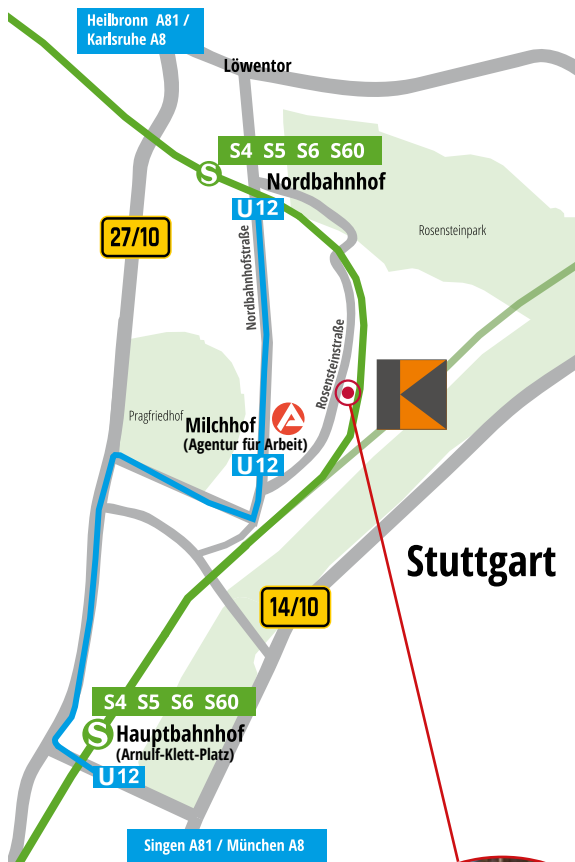 Heilbronn A81 /
Karlsruhe A8
Löwentor
S4 S5 S6 S60
S
Nordbahnhof
U12
27/10
Nordbahnhofstraße
Rosensteinpark
Rosensteinstraße
Pragfriedhof
Milchhof
(Agentur für Arbeit)
A
U12
Stuttgart
14/10
S4 S5 S6 S60
S
Hauptbahnhof
(Arnulf-Klett-Platz)
U12
Singen A81 / München A8